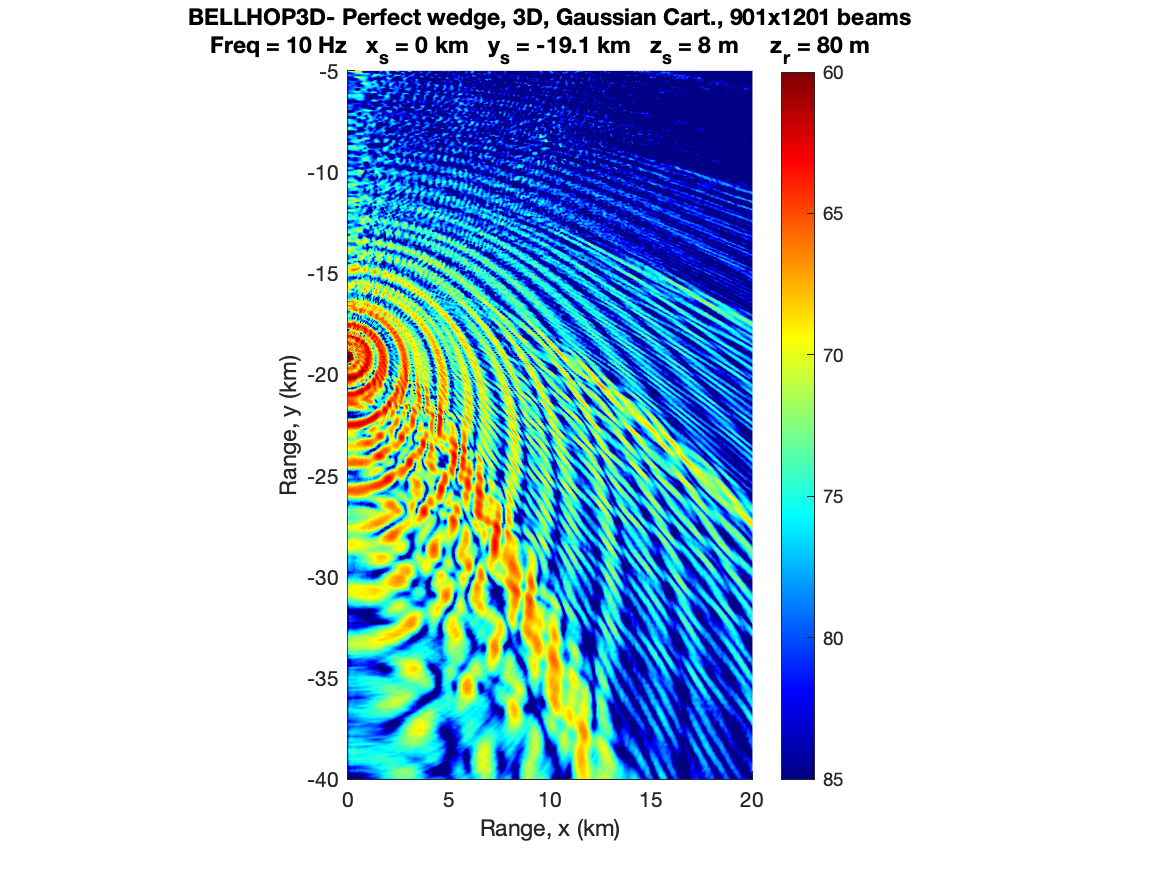 BELLHOP3D- Perfect wedge, 3D, Gaussian Cart., 901x1201 beams
Freq = 10 Hz x_s = 0 km y_s = -19.1 km z_s = 8 m z_r = 80 m
-5
-10
-15
-20
-25
-30
-35
-40
Range, y (km)
0 5 10 15 20
Range, x (km)
60
65
70
75
80
85